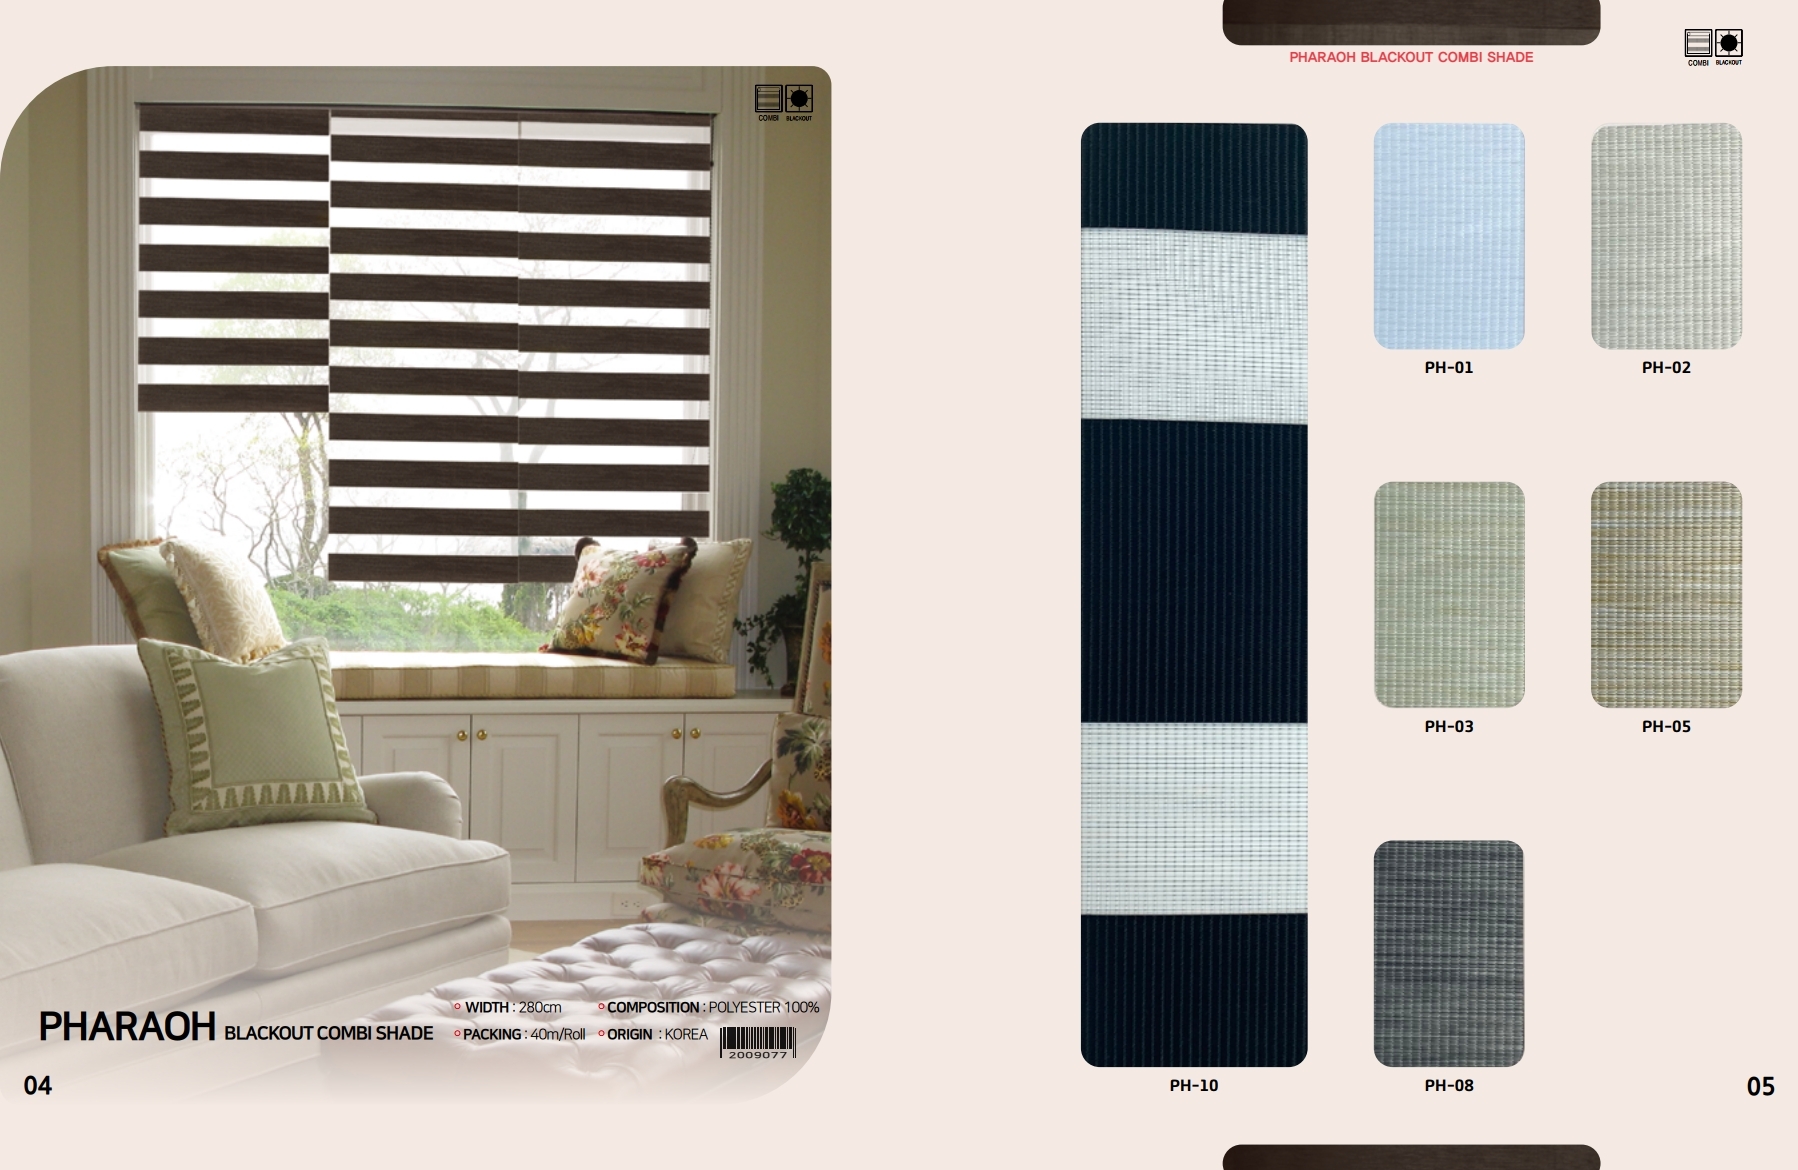 COMBI BLACKOUT
PHARAOH BLACKOUT COMBI SHADE
WIDTH : 280cm
COMPOSITION : POLYESTER 100%
PACKING : 40m/Roll
ORIGIN : KOREA
2009077
04
PHARAOH BLACKOUT COMBI SHADE
COMBI BLACKOUT
PH-01
PH-02
PH-03
PH-05
PH-10
PH-08
05